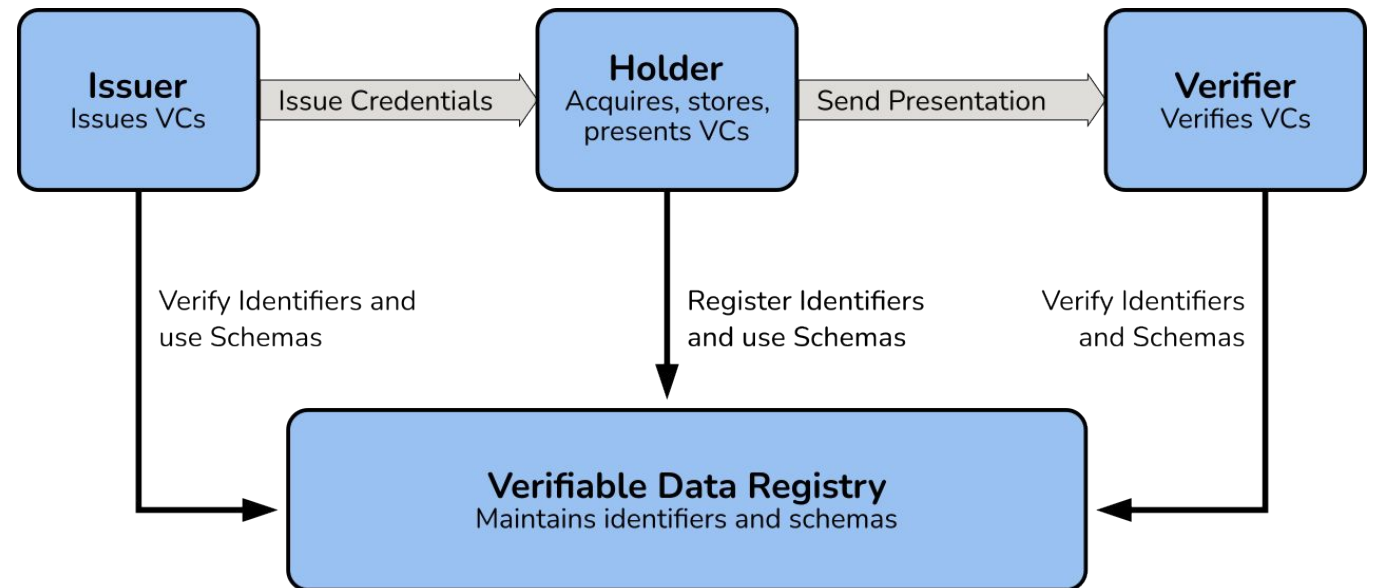 Issuer
Issues VCs
Issue Credentials
Holder
Acquires, stores,
presents VCs
Send Presentation
Verifier
Verifies VCs
Verify Identifiers and
use Schemas
Register Identifiers
and use Schemas
Verify Identifiers
and Schemas
Verifiable Data Registry
Maintains identifiers and schemas